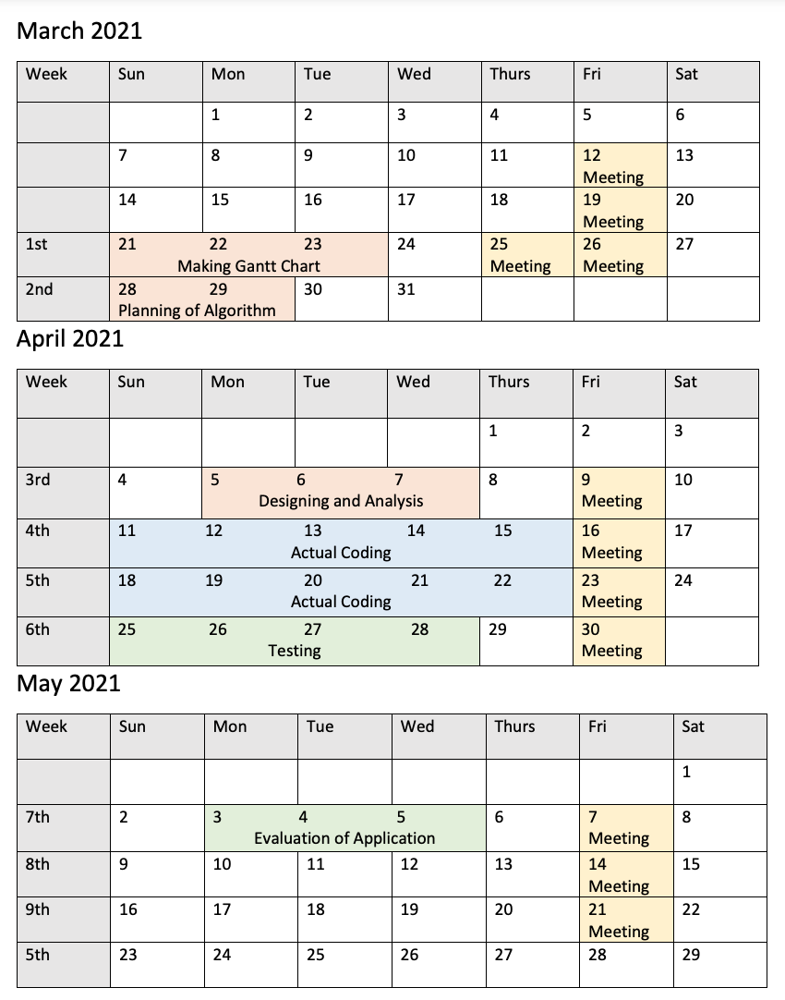 March 2021
Week Sun Mon Tue Wed Thurs Fri Sat
1 2 3 4 5 6
7 8 9 10 11 12 13
Meeting
14 15 16 17 18 19 20
Meeting
1st 21 22 23 24 25 26 27
Making Gantt Chart Meeting Meeting
2nd 28 29 30 31
Planning of Algorithm
April 2021
Week Sun Mon Tue Wed Thurs Fri Sat
1 2 3
3rd 4 5 6 7 8 9 10
Designing and Analysis Meeting
4th 11 12 13 14 15 16 17
Actual Coding Meeting
5th 18 19 20 21 22 23 24
Actual Coding Meeting
6th 25 26 27 28 29 30
Testing Meeting
May 2021
Week Sun Mon Tue Wed Thurs Fri Sat
1
7th 2 3 4 5 6 7 8
Evaluation of Application Meeting
8th 9 10 11 12 13 14 15
Meeting
9th 16 17 18 19 20 21 22
Meeting
5th 23 24 25 26 27 28 29